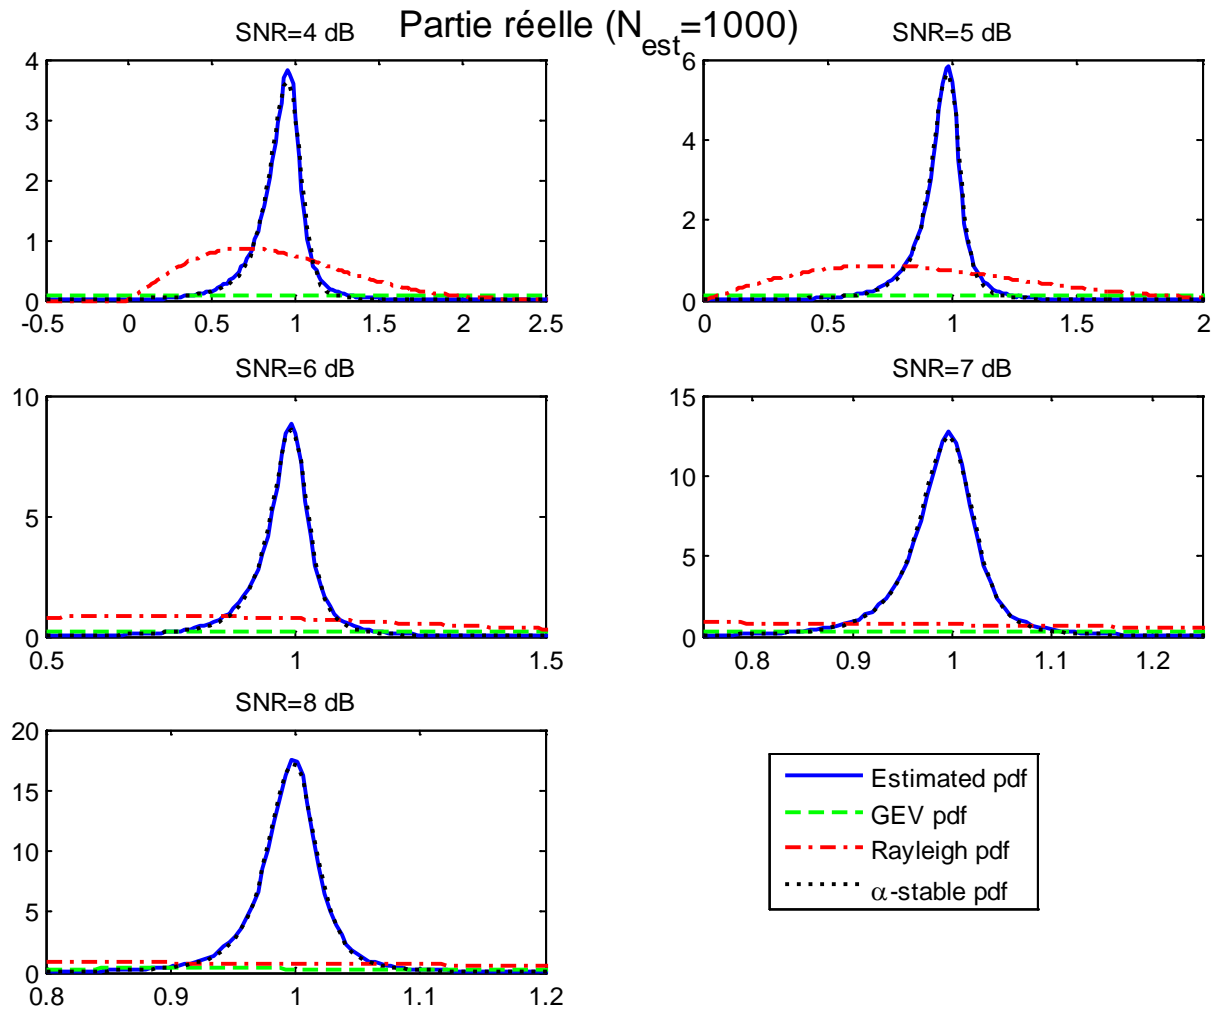 Partie réelle (N_est=1000)
SNR=4 dB
4
3
2
1
0
-0.5 0 0.5 1 1.5 2 2.5
SNR=5 dB
6
4
2
0
0 0.5 1 1.5 2
SNR=6 dB
10
5
0
0.5 1 1.5
SNR=7 dB
15
10
5
0
0.8 0.9 1 1.1 1.2
SNR=8 dB
20
15
10
5
0
0.8 0.9 1 1.1 1.2
Estimated pdf
GEV pdf
Rayleigh pdf
α-stable pdf